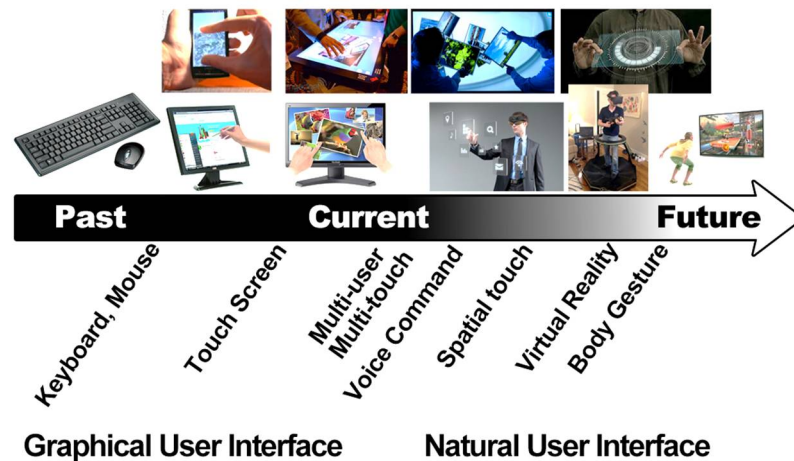 Past
Current
Future
Keyboard, Mouse
Touch Screen
Multi-user
Multi-touch
Voice Command
Spatial touch
Virtual Reality
Body Gesture
Graphical User Interface
Natural User Interface